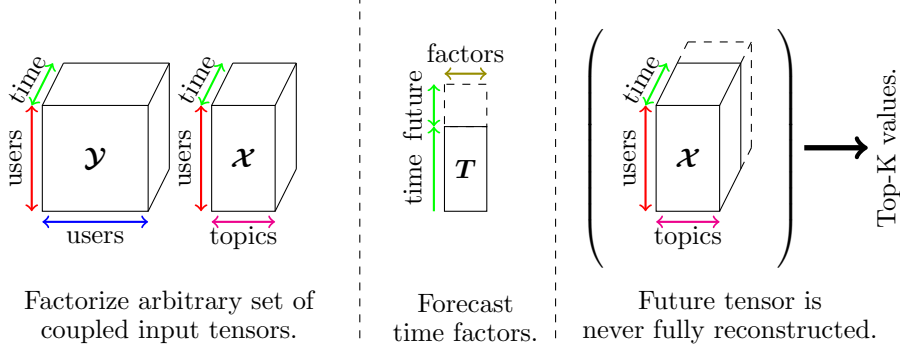 time
users
𝒴
users
time
users
𝒳
topics
Factorize arbitrary set of
coupled input tensors.
factors
future
time
T
Forecast
time factors.
time
users
𝒳
topics
Top-K values.
Future tensor is
never fully reconstructed.